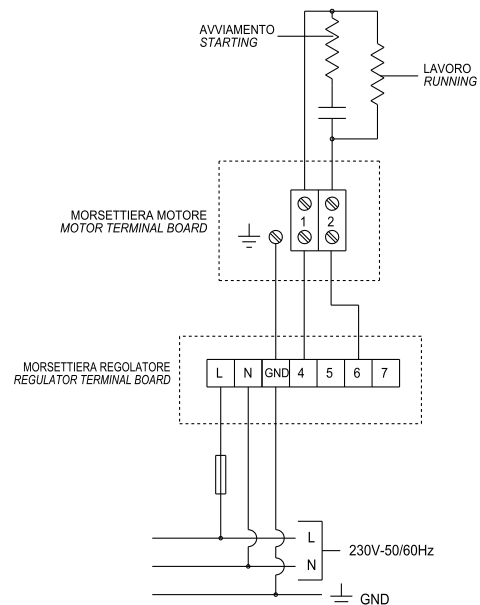 AVVIAMENTO
STARTING
LAVORO
RUNNING
MORSETTIERA MOTORE
MOTOR TERMINAL BOARD
1 2
MORSETTIERA REGOLATORE
REGULATOR TERMINAL BOARD
L N GND 4 5 6 7
L
230V-50/60Hz
N
GND